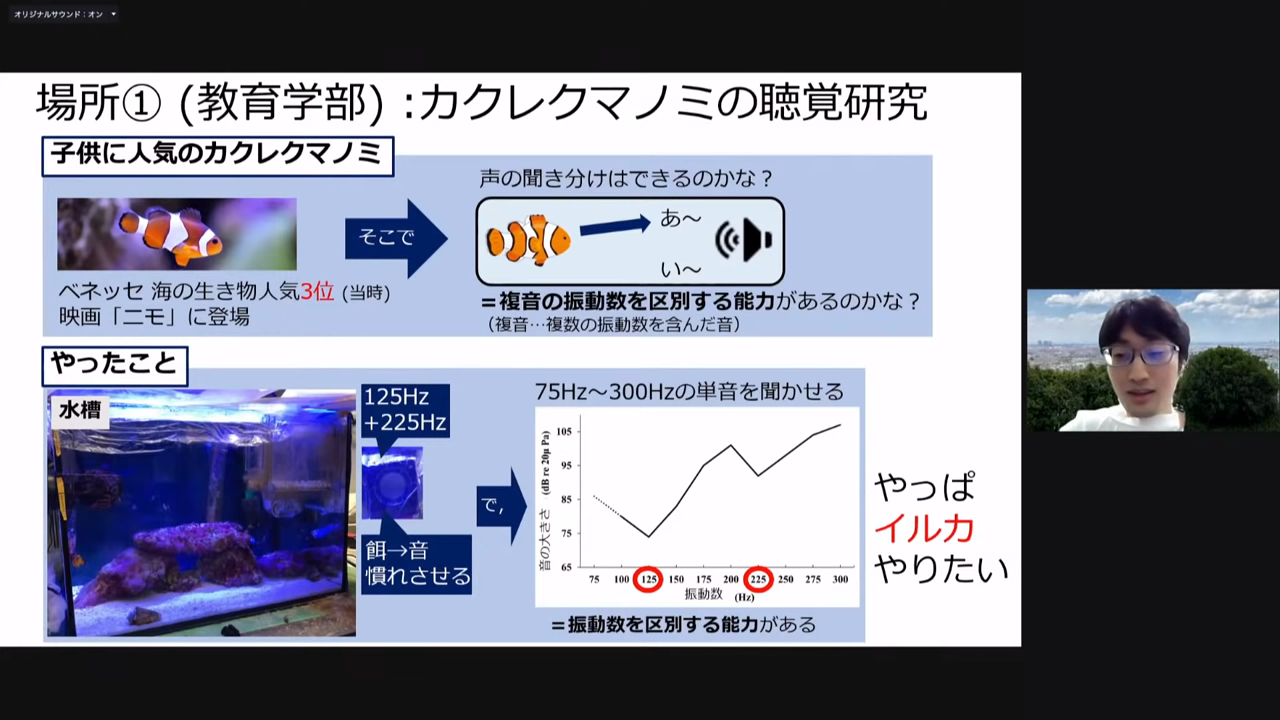 オリジナルサウンド：オン
場所① (教育学部) :カクレクマノミの聴覚研究
子供に人気のカクレクマノミ
ベネッセ 海の生き物人気3位 (当時)
映画「ニモ」に登場
そこで
声の聞き分けはできるのかな？
あ～
い～
＝複音の振動数を区別する能力があるのかな？
（複音…複数の振動数を含んだ音）
やったこと
水槽
125Hz
+225Hz
餌→音
慣れさせる
で,
75Hz～300Hzの単音を聞かせる
音の大きさ (dB re 20μ Pa)
105
95
85
75
65
75 100 125 150 175 200 225 250 275 300
振動数 (Hz)
＝振動数を区別する能力がある
やっぱ
イルカ
やりたい